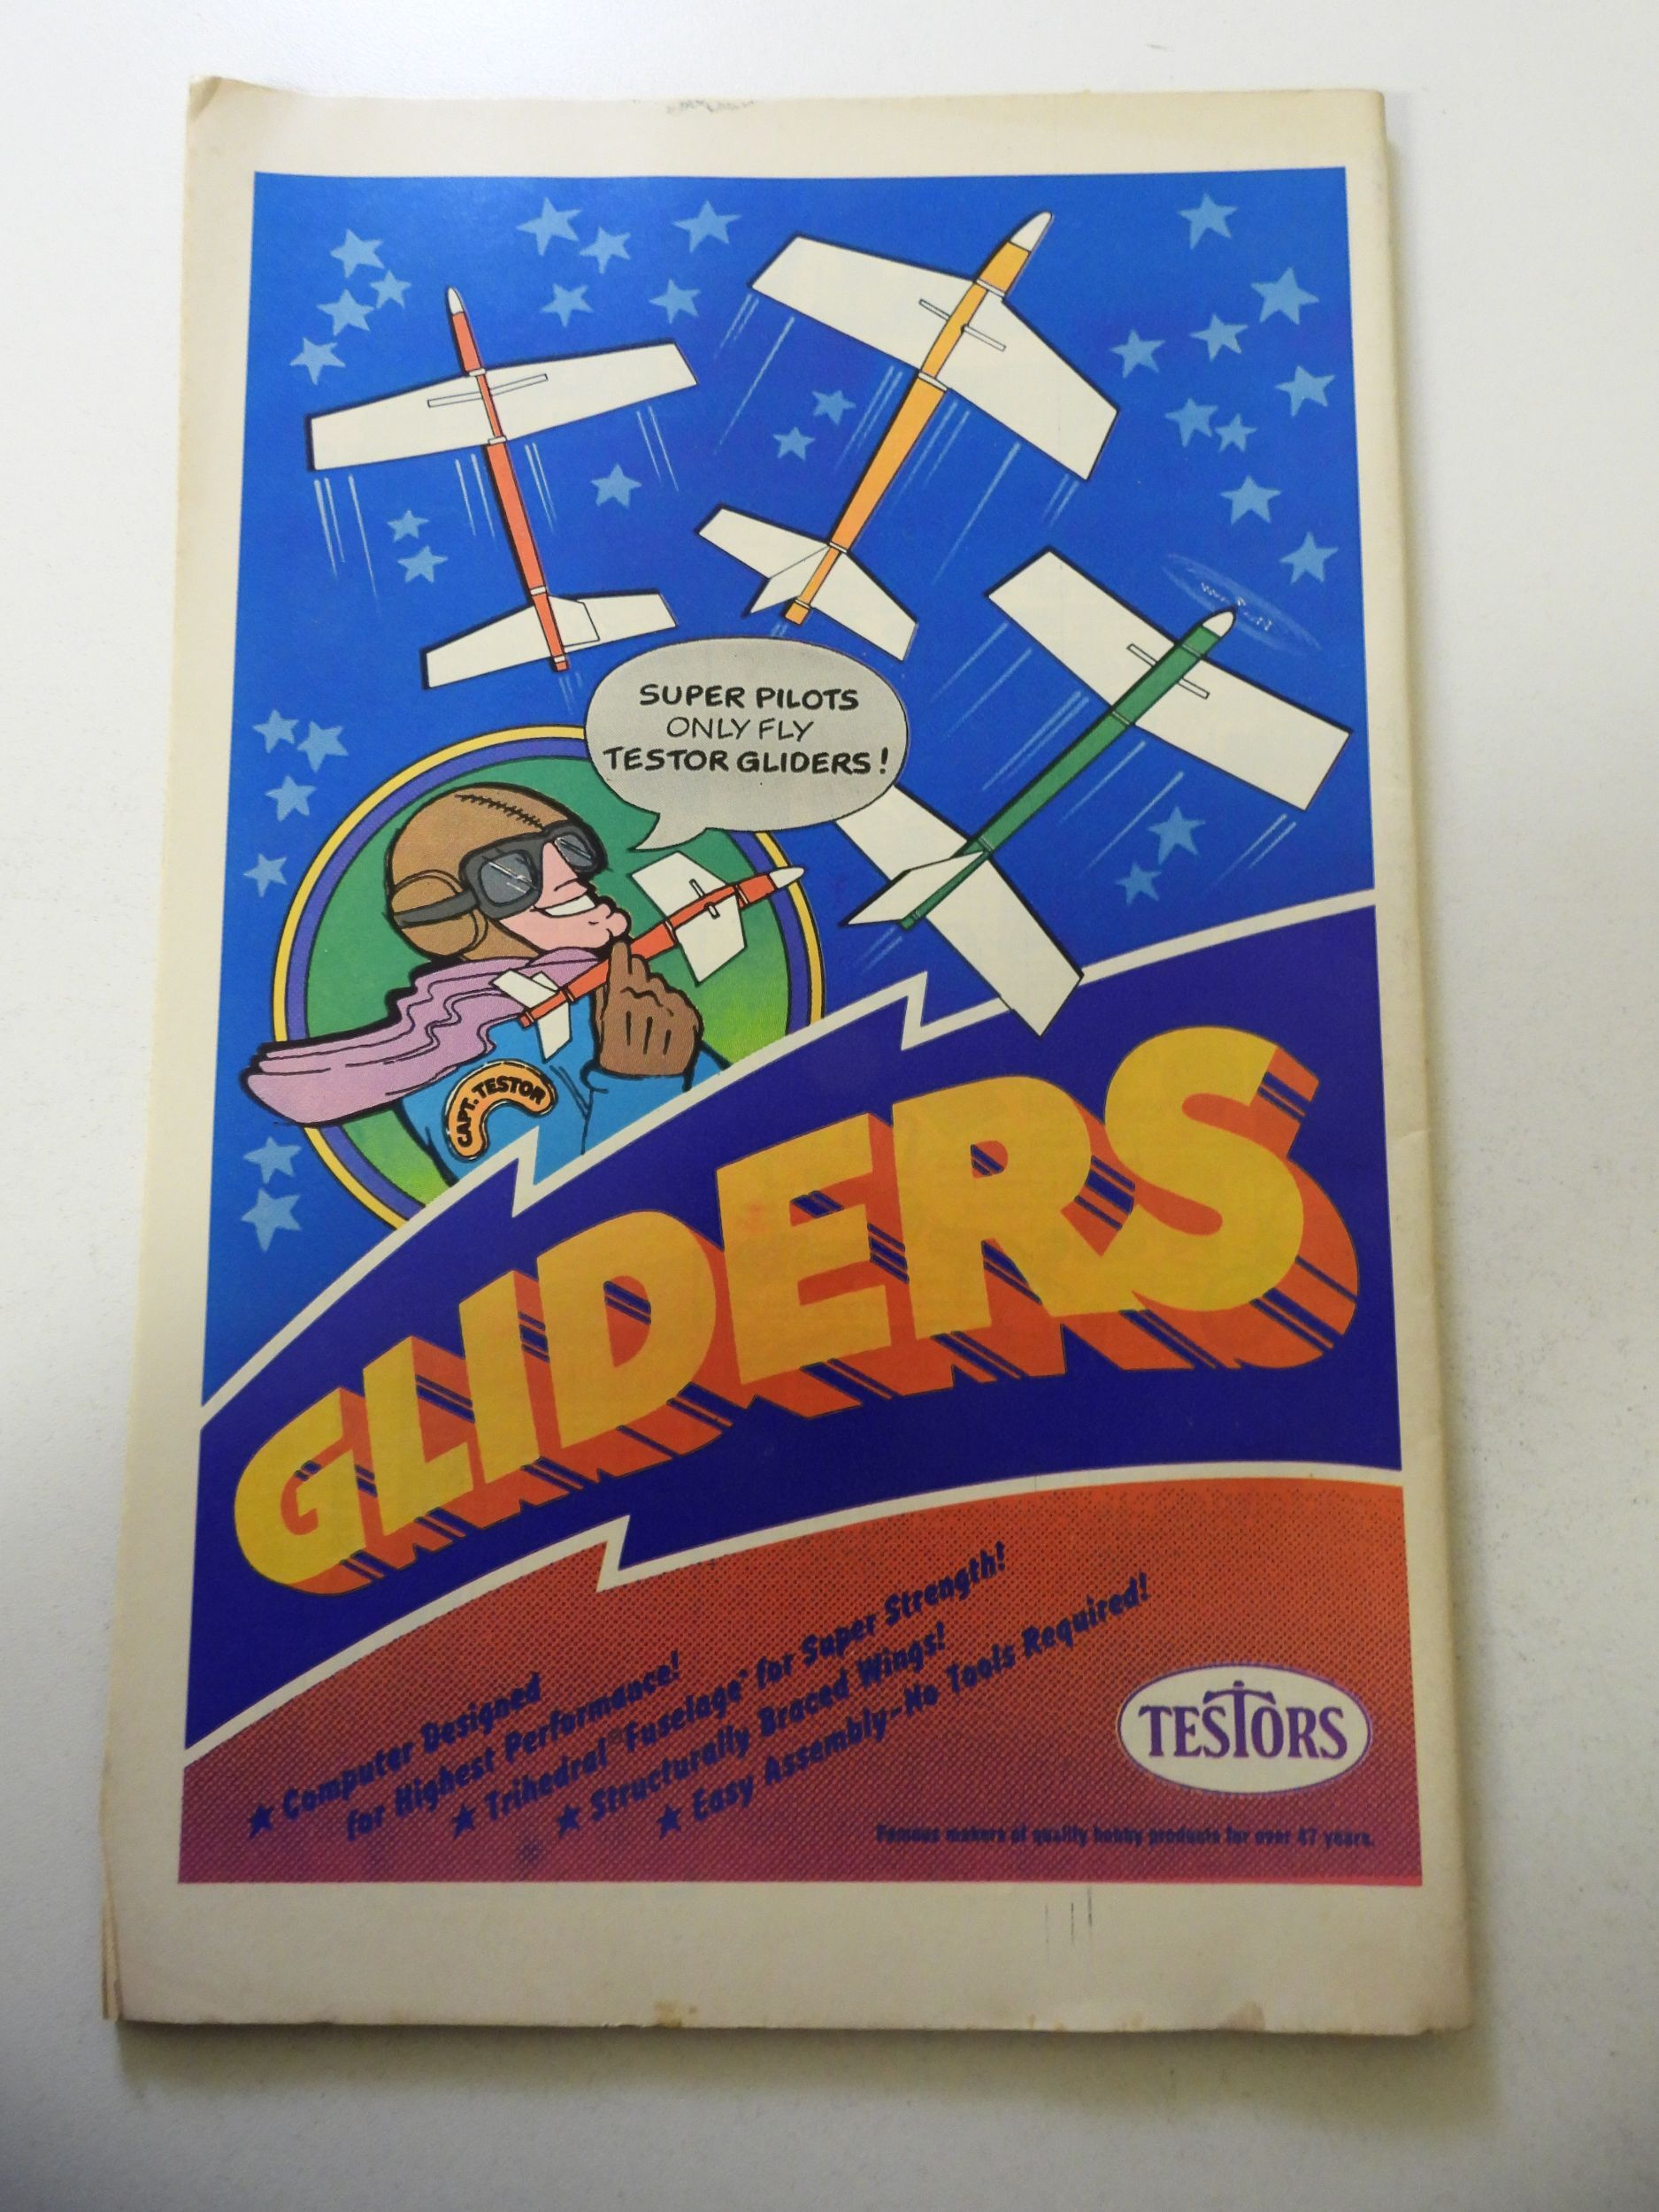 SUPER PILOTS
ONLY FLY
TESTOR GLIDERS!
CAPT. TESTOR
GLIDERS
★ Computer Designed
for Highest Performance!
★ Trihedral® Fuselage for Super Strength!
★ Structurally Braced Wings!
★ Easy Assembly-No Tools Required!
TESTORS
Famous makers of quality hobby products for over 47 years.